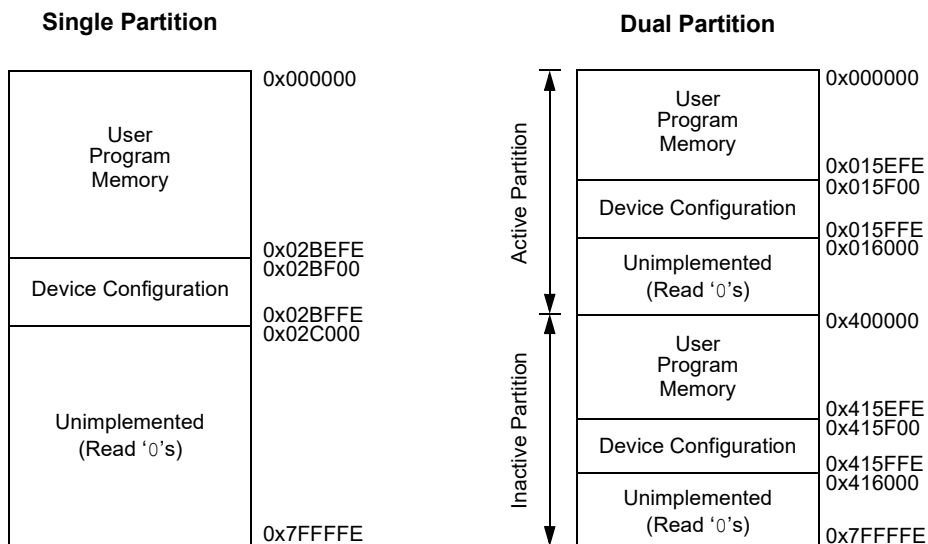 Single Partition
0x000000
User
Program
Memory
0x02BEFE
0x02BF00
Device Configuration
0x02BFFE
0x02C000
Unimplemented
(Read ‘0’s)
0x7FFFFE
Dual Partition
Active Partition
0x000000
User
Program
Memory
0x015EFE
0x015F00
Device Configuration
0x015FFE
0x016000
Unimplemented
(Read ‘0’s)
Inactive Partition
0x400000
User
Program
Memory
0x415EFE
0x415F00
Device Configuration
0x415FFE
0x416000
Unimplemented
(Read ‘0’s)
0x7FFFFE